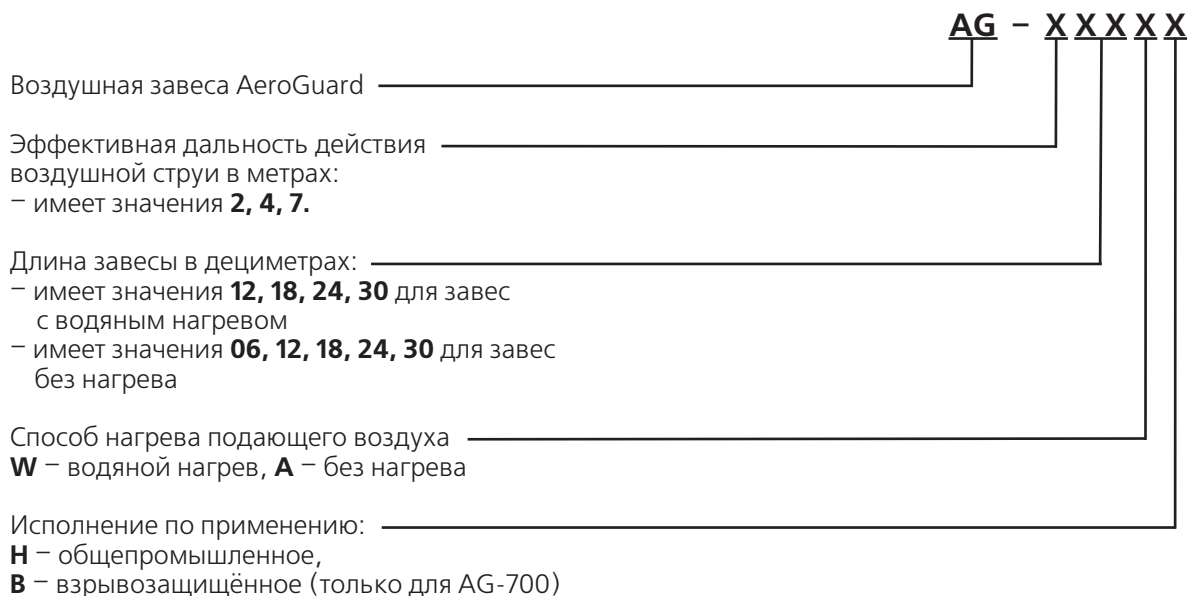 AG – X X X X X
Воздушная завеса AeroGuard
Эффективная дальность действия
воздушной струи в метрах:
– имеет значения 2, 4, 7.
Длина завесы в дециметрах:
– имеет значения 12, 18, 24, 30 для завес
с водяным нагревом
– имеет значения 06, 12, 18, 24, 30 для завес
без нагрева
Способ нагрева подающего воздуха
W – водяной нагрев, A – без нагрева
Исполнение по применению:
Н – общепромышленное,
В – взрывозащищённое (только для AG-700)